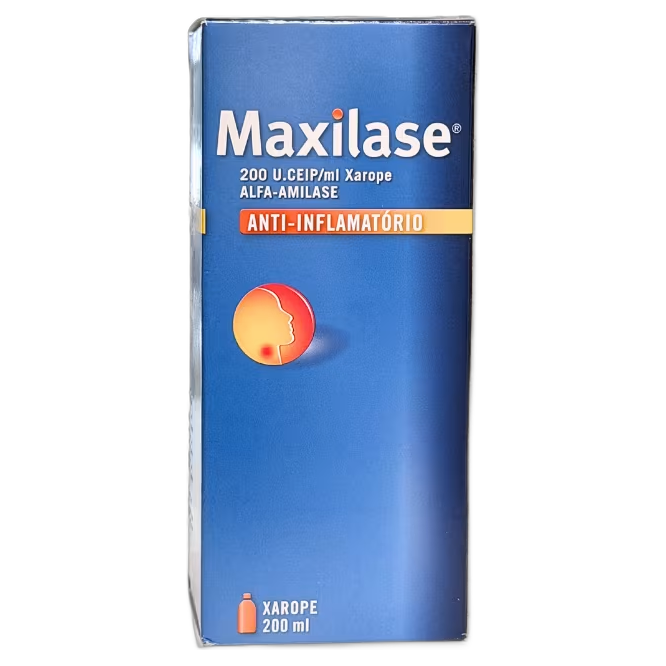 Maxilase®
200 U.CEIP/ml Xarope
ALFA-AMILASE
ANTI-INFLAMATÓRIO
XAROPE
200 ml